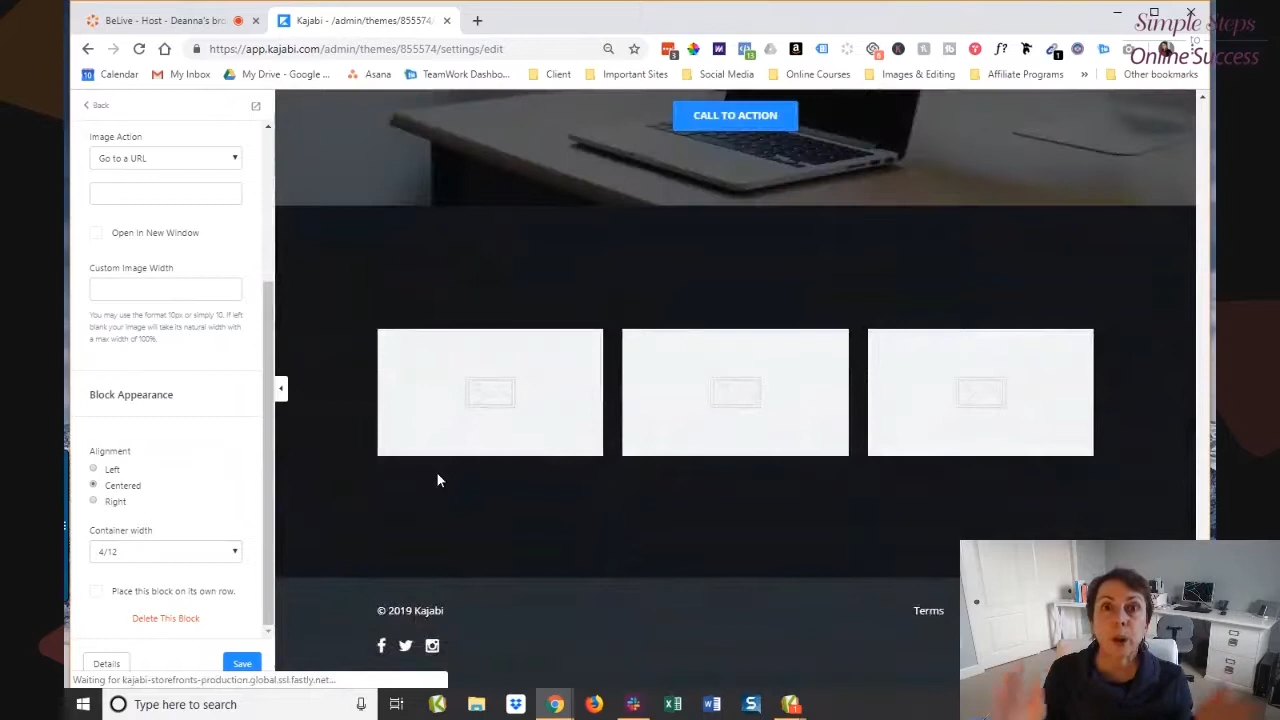 BeLive - Host - Deanna's bro
Kajabi - /admin/themes/855574/
Simple Steps
to
Online Success
https://app.kajabi.com/admin/themes/855574/settings/edit
Calendar
My Inbox
My Drive - Google ...
Asana
TeamWork Dashbo...
Client
Important Sites
Social Media
Online Courses
Images & Editing
Affiliate Programs
»
Other bookmarks
Back
CALL TO ACTION
Image Action
Go to a URL
Open In New Window
Custom Image Width
You may use the format 10px or simply 10. If left
blank your image will take its natural width with
a max width of 100%.
Block Appearance
Alignment
Left
Centered
Right
Container width
4/12
Place this block on its own row.
Delete This Block
© 2019 Kajabi
Terms
Details
Save
Waiting for kajabi-storefronts-production.global.ssl.fastly.net...
Type here to search